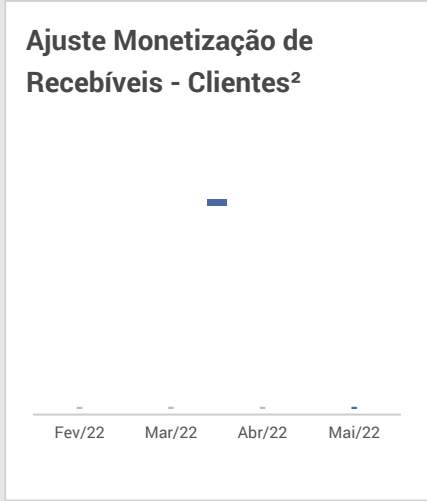 Ajuste Monetização de
Recebíveis - Clientes²
- - - -
Fev/22 Mar/22 Abr/22 Mai/22